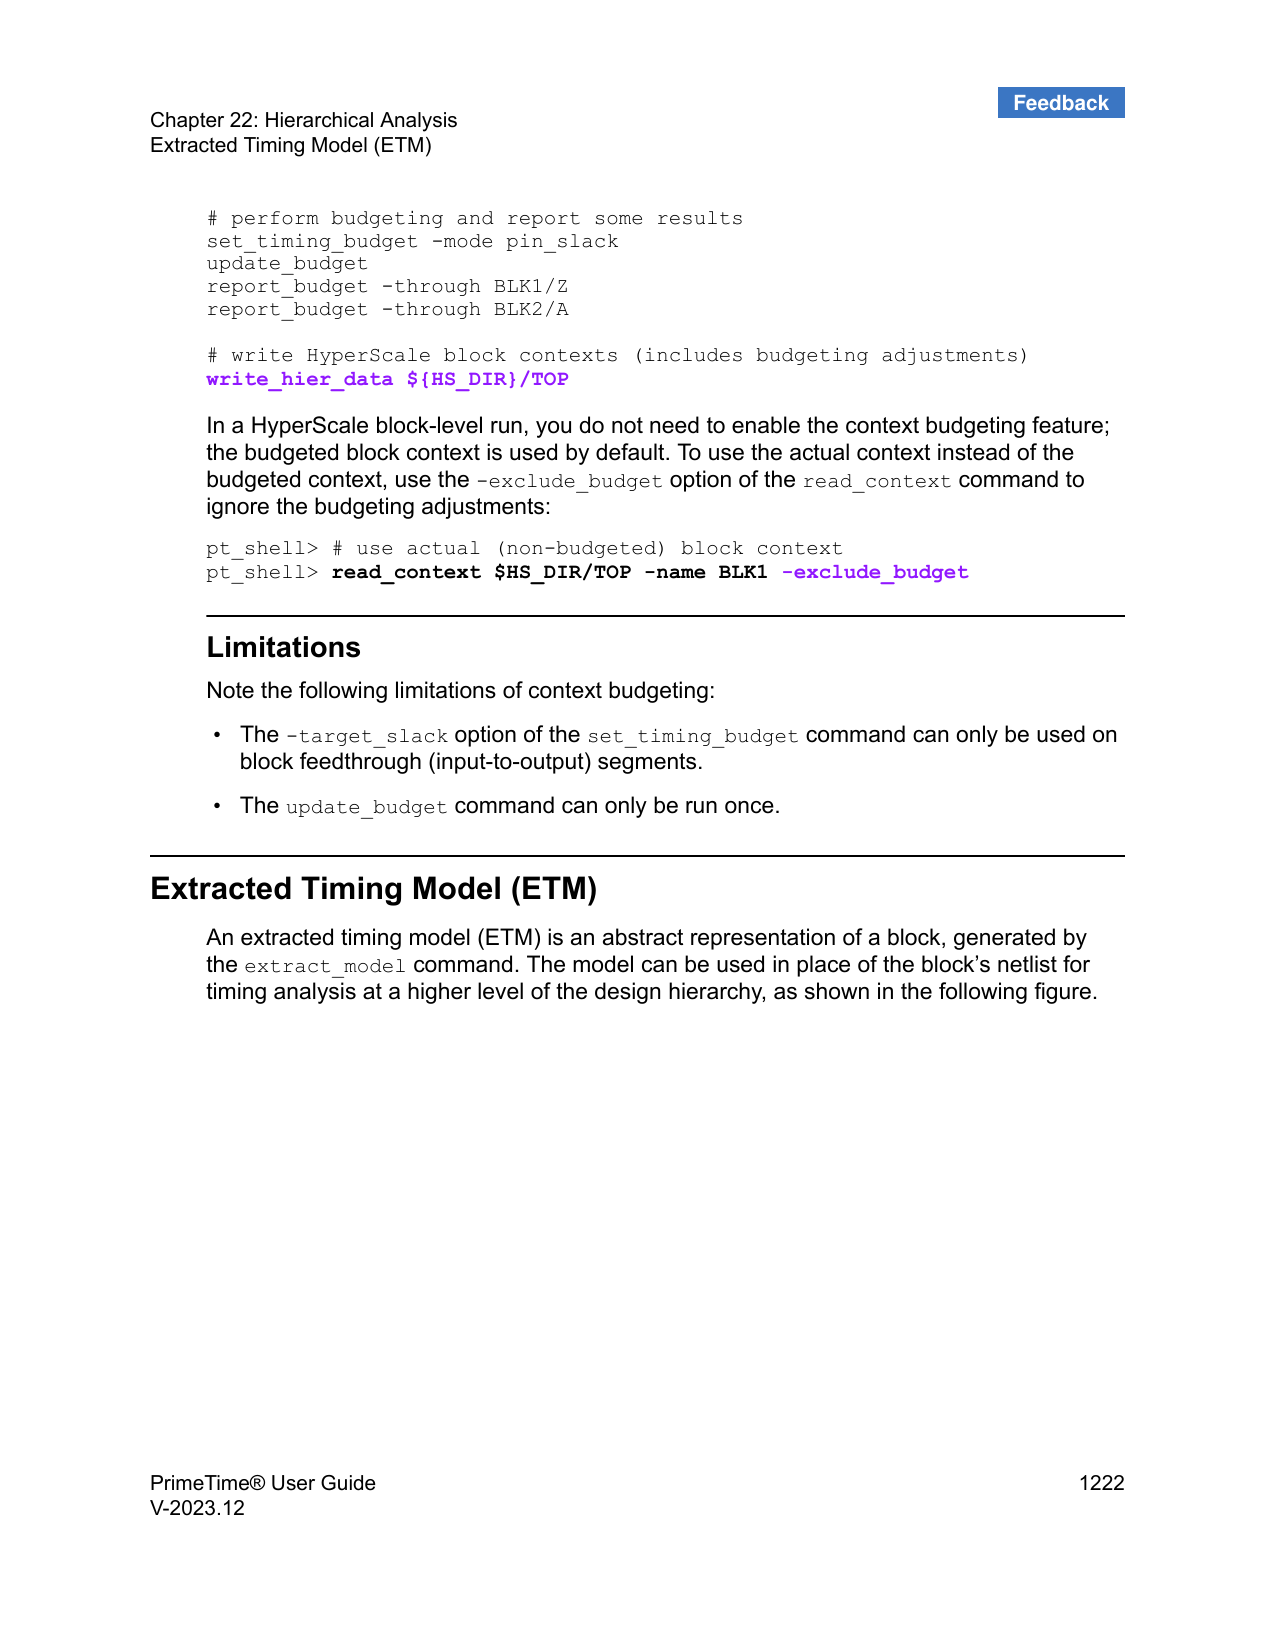 Feedback
Chapter 22: Hierarchical Analysis
Extracted Timing Model (ETM)
# perform budgeting and report some results
set_timing_budget -mode pin_slack
update_budget
report_budget -through BLK1/Z
report_budget -through BLK2/A
# write HyperScale block contexts (includes budgeting adjustments)
write_hier_data ${HS_DIR}/TOP
In a HyperScale block-level run, you do not need to enable the context budgeting feature;
the budgeted block context is used by default. To use the actual context instead of the
budgeted context, use the -exclude_budget option of the read_context command to
ignore the budgeting adjustments:
pt_shell> # use actual (non-budgeted) block context
pt_shell> read_context $HS_DIR/TOP -name BLK1 -exclude_budget
Limitations
Note the following limitations of context budgeting:
• The -target_slack option of the set_timing_budget command can only be used on
block feedthrough (input-to-output) segments.
• The update_budget command can only be run once.
Extracted Timing Model (ETM)
An extracted timing model (ETM) is an abstract representation of a block, generated by
the extract_model command. The model can be used in place of the block’s netlist for
timing analysis at a higher level of the design hierarchy, as shown in the following figure.
PrimeTime® User Guide 1222
V-2023.12